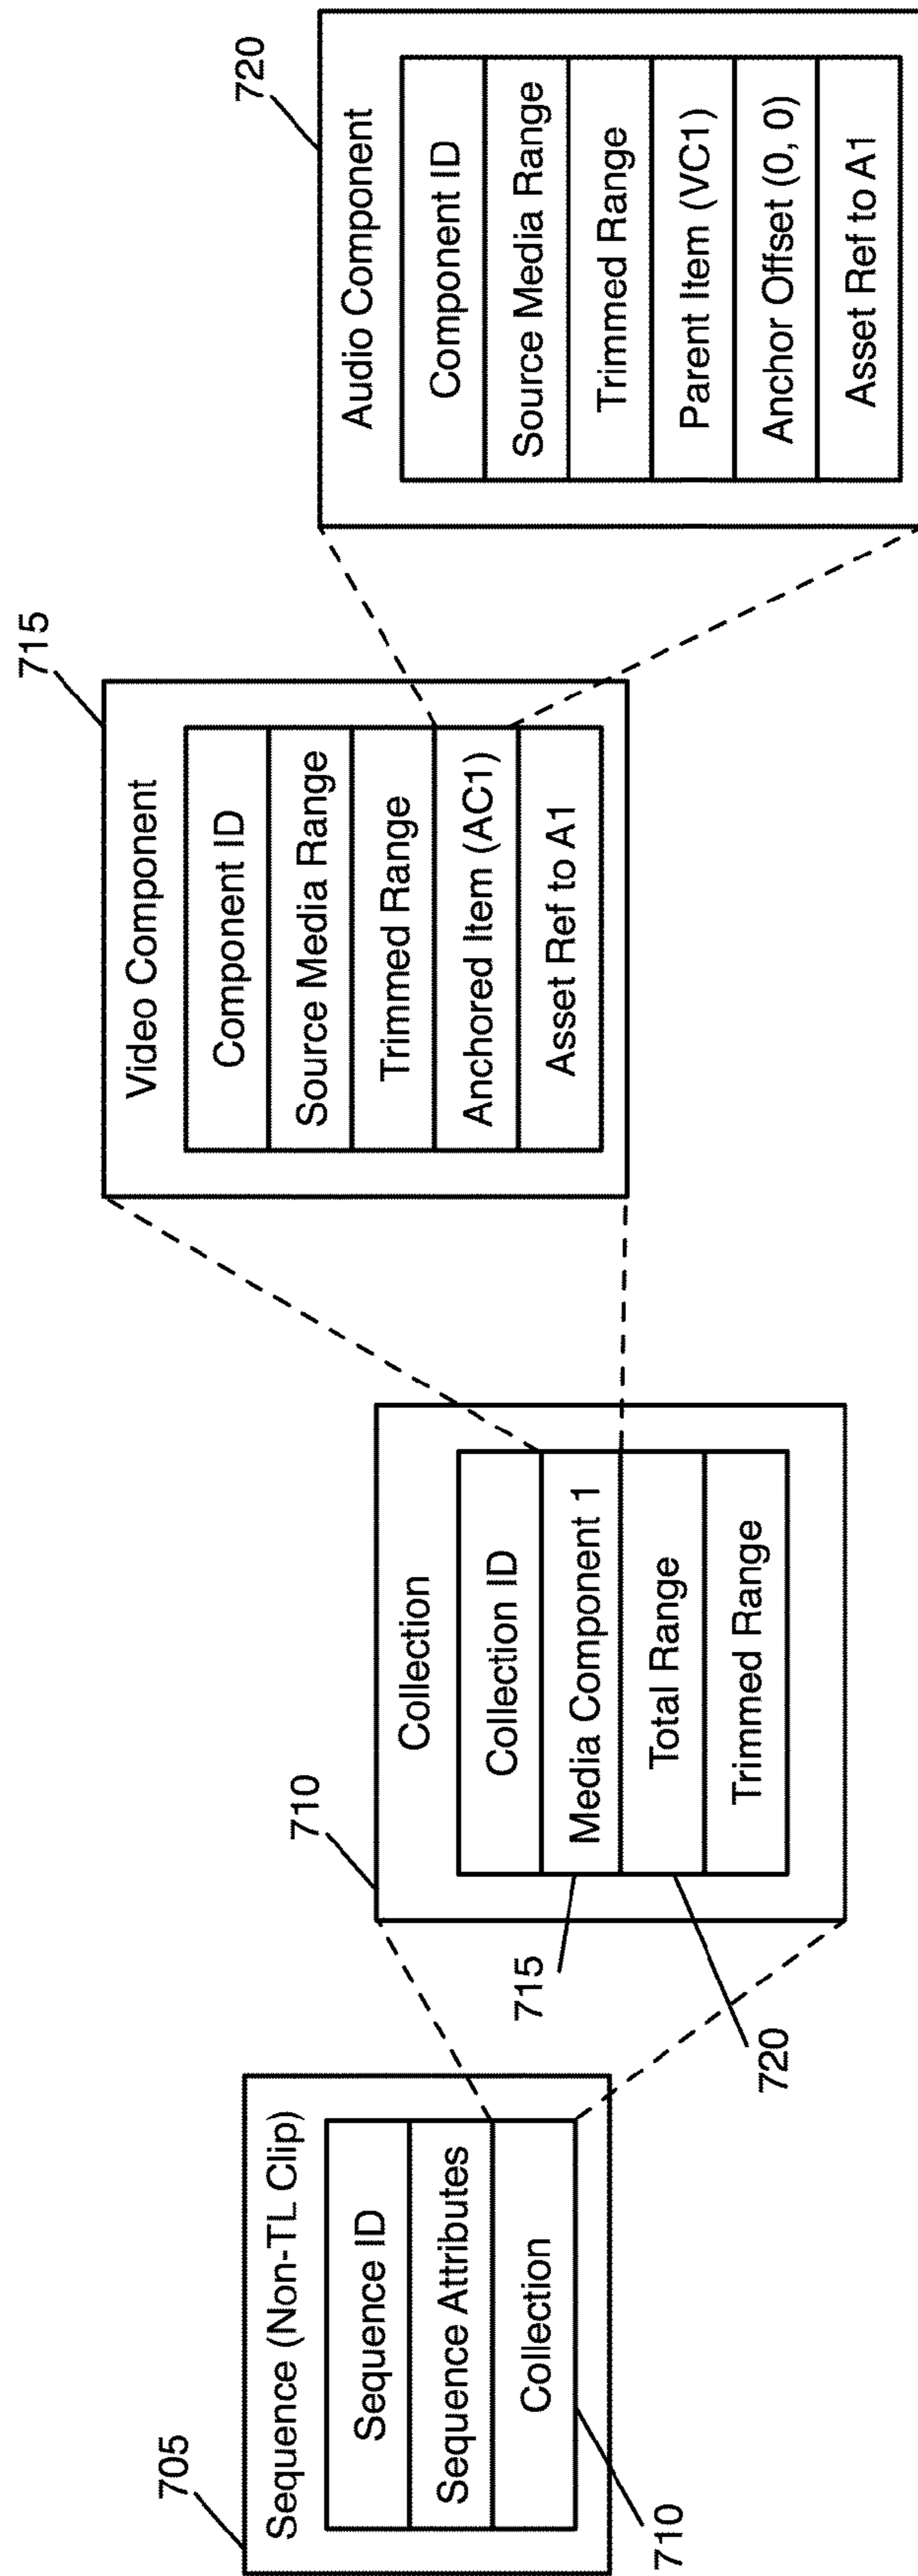 705
Sequence (Non-TL Clip)
Sequence ID
Sequence Attributes
Collection
710
710
Collection
Collection ID
Media Component 1
Total Range
Trimmed Range
715
720
715
Video Component
Component ID
Source Media Range
Trimmed Range
Anchored Item (AC1)
Asset Ref to A1
720
Audio Component
Component ID
Source Media Range
Trimmed Range
Parent Item (VC1)
Anchor Offset (0, 0)
Asset Ref to A1